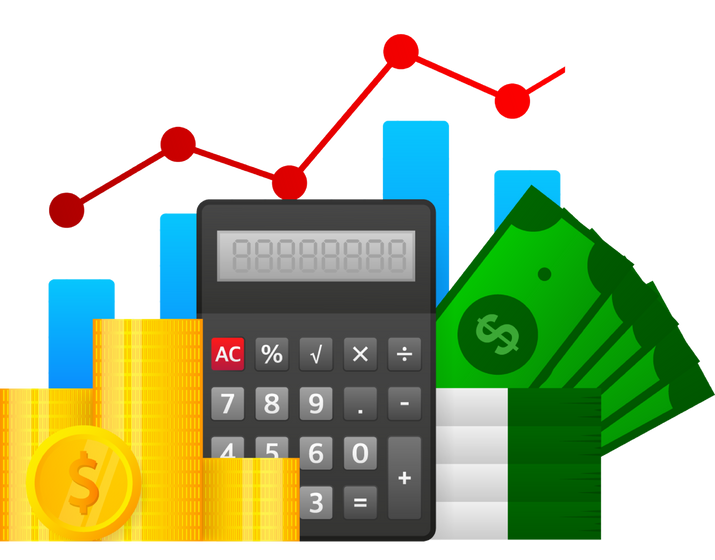 88888888
AC % √ × ÷
7 8 9 . -
4 5 6 0
+
3 =
$
$